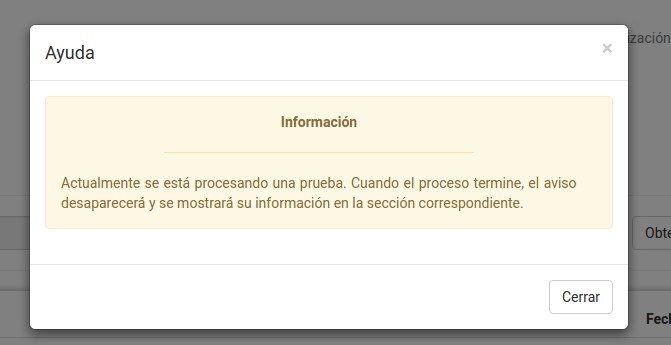 Ayuda
×
Información
Actualmente se está procesando una prueba. Cuando el proceso termine, el aviso
desaparecerá y se mostrará su información en la sección correspondiente.
Cerrar
ización
Obte
Fech